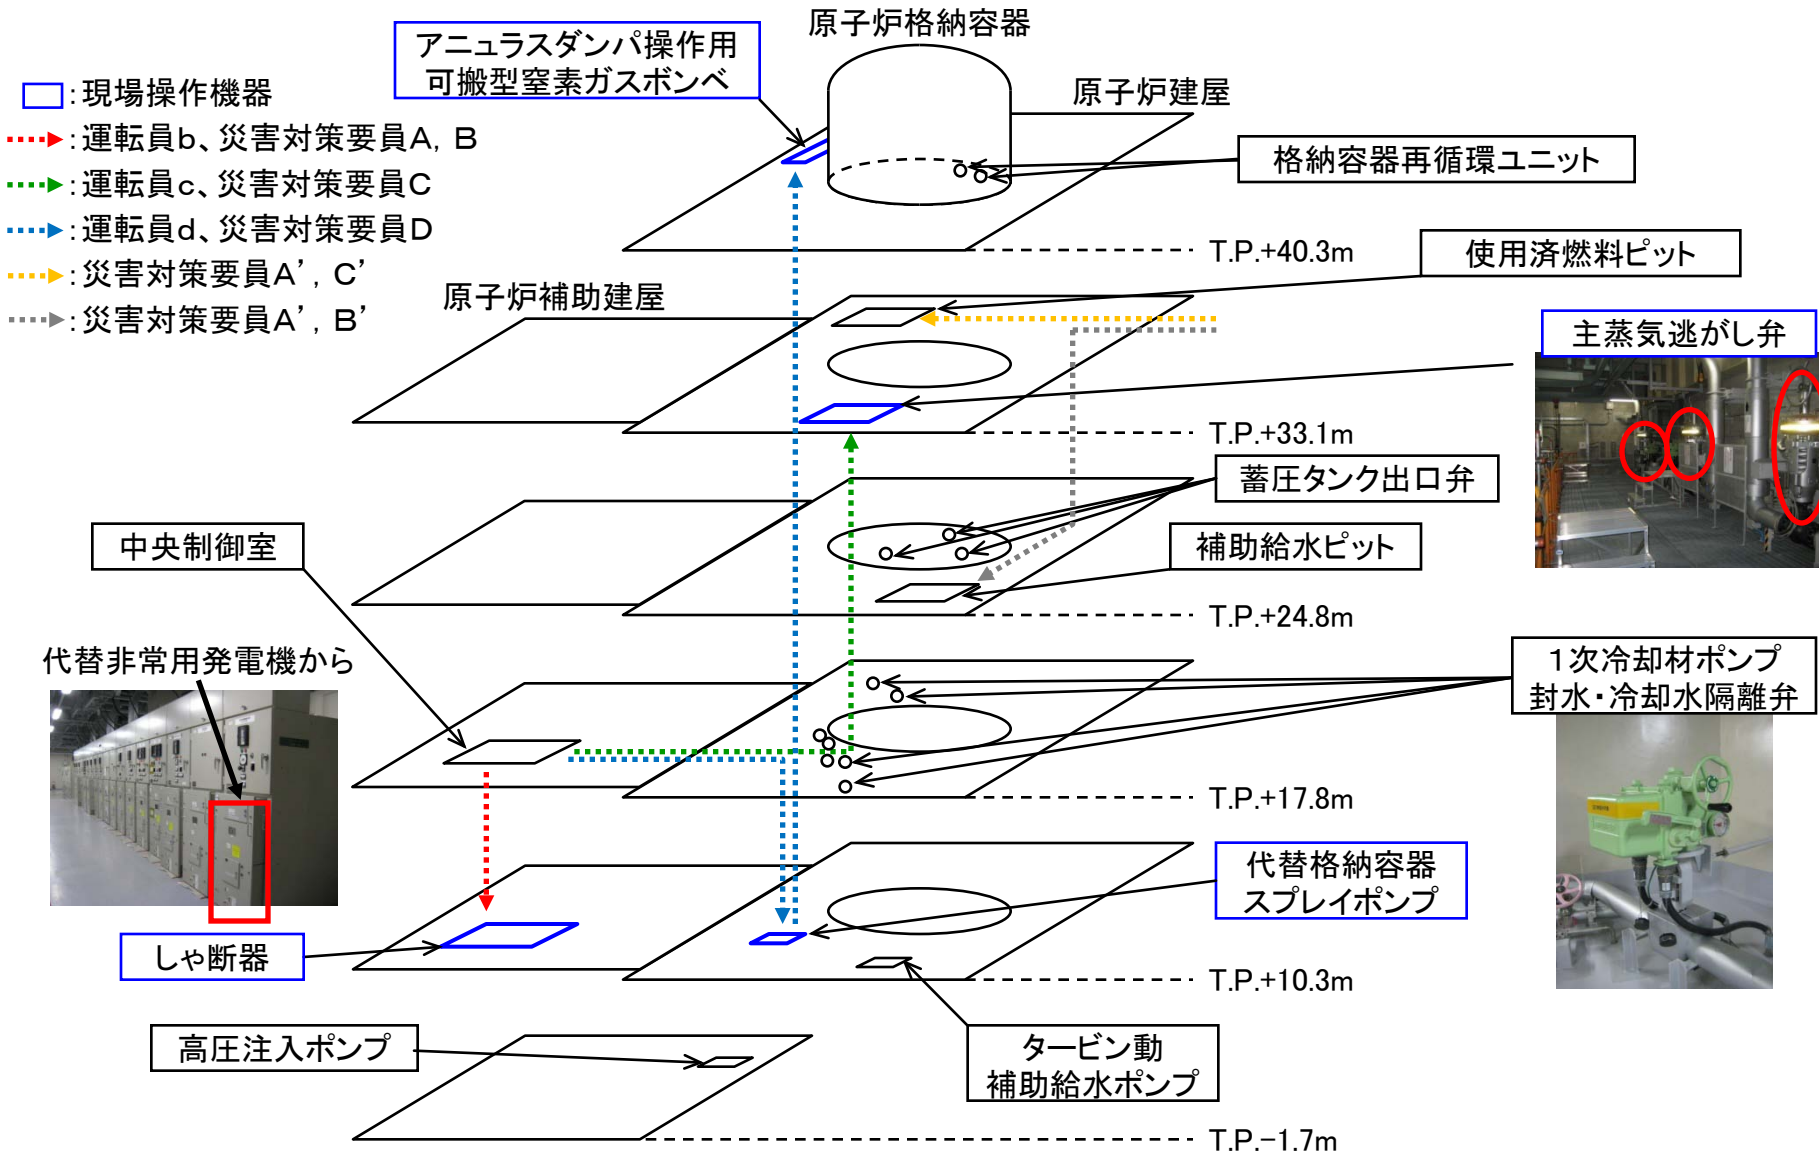 原子炉格納容器
アニュラスダンパ操作用
可搬型窒素ガスボンベ
原子炉建屋
:現場操作機器
:運転員b、災害対策要員A, B
:運転員c、災害対策要員C
:運転員d、災害対策要員D
:災害対策要員A’, C’
:災害対策要員A’, B’
格納容器再循環ユニット
T.P.+40.3m
使用済燃料ピット
原子炉補助建屋
主蒸気逃がし弁
T.P.+33.1m
蓄圧タンク出口弁
中央制御室
補助給水ピット
T.P.+24.8m
代替非常用発電機から
1次冷却材ポンプ
封水・冷却水隔離弁
T.P.+17.8m
代替格納容器
スプレイポンプ
しゃ断器
T.P.+10.3m
高圧注入ポンプ
タービン動
補助給水ポンプ
T.P.-1.7m